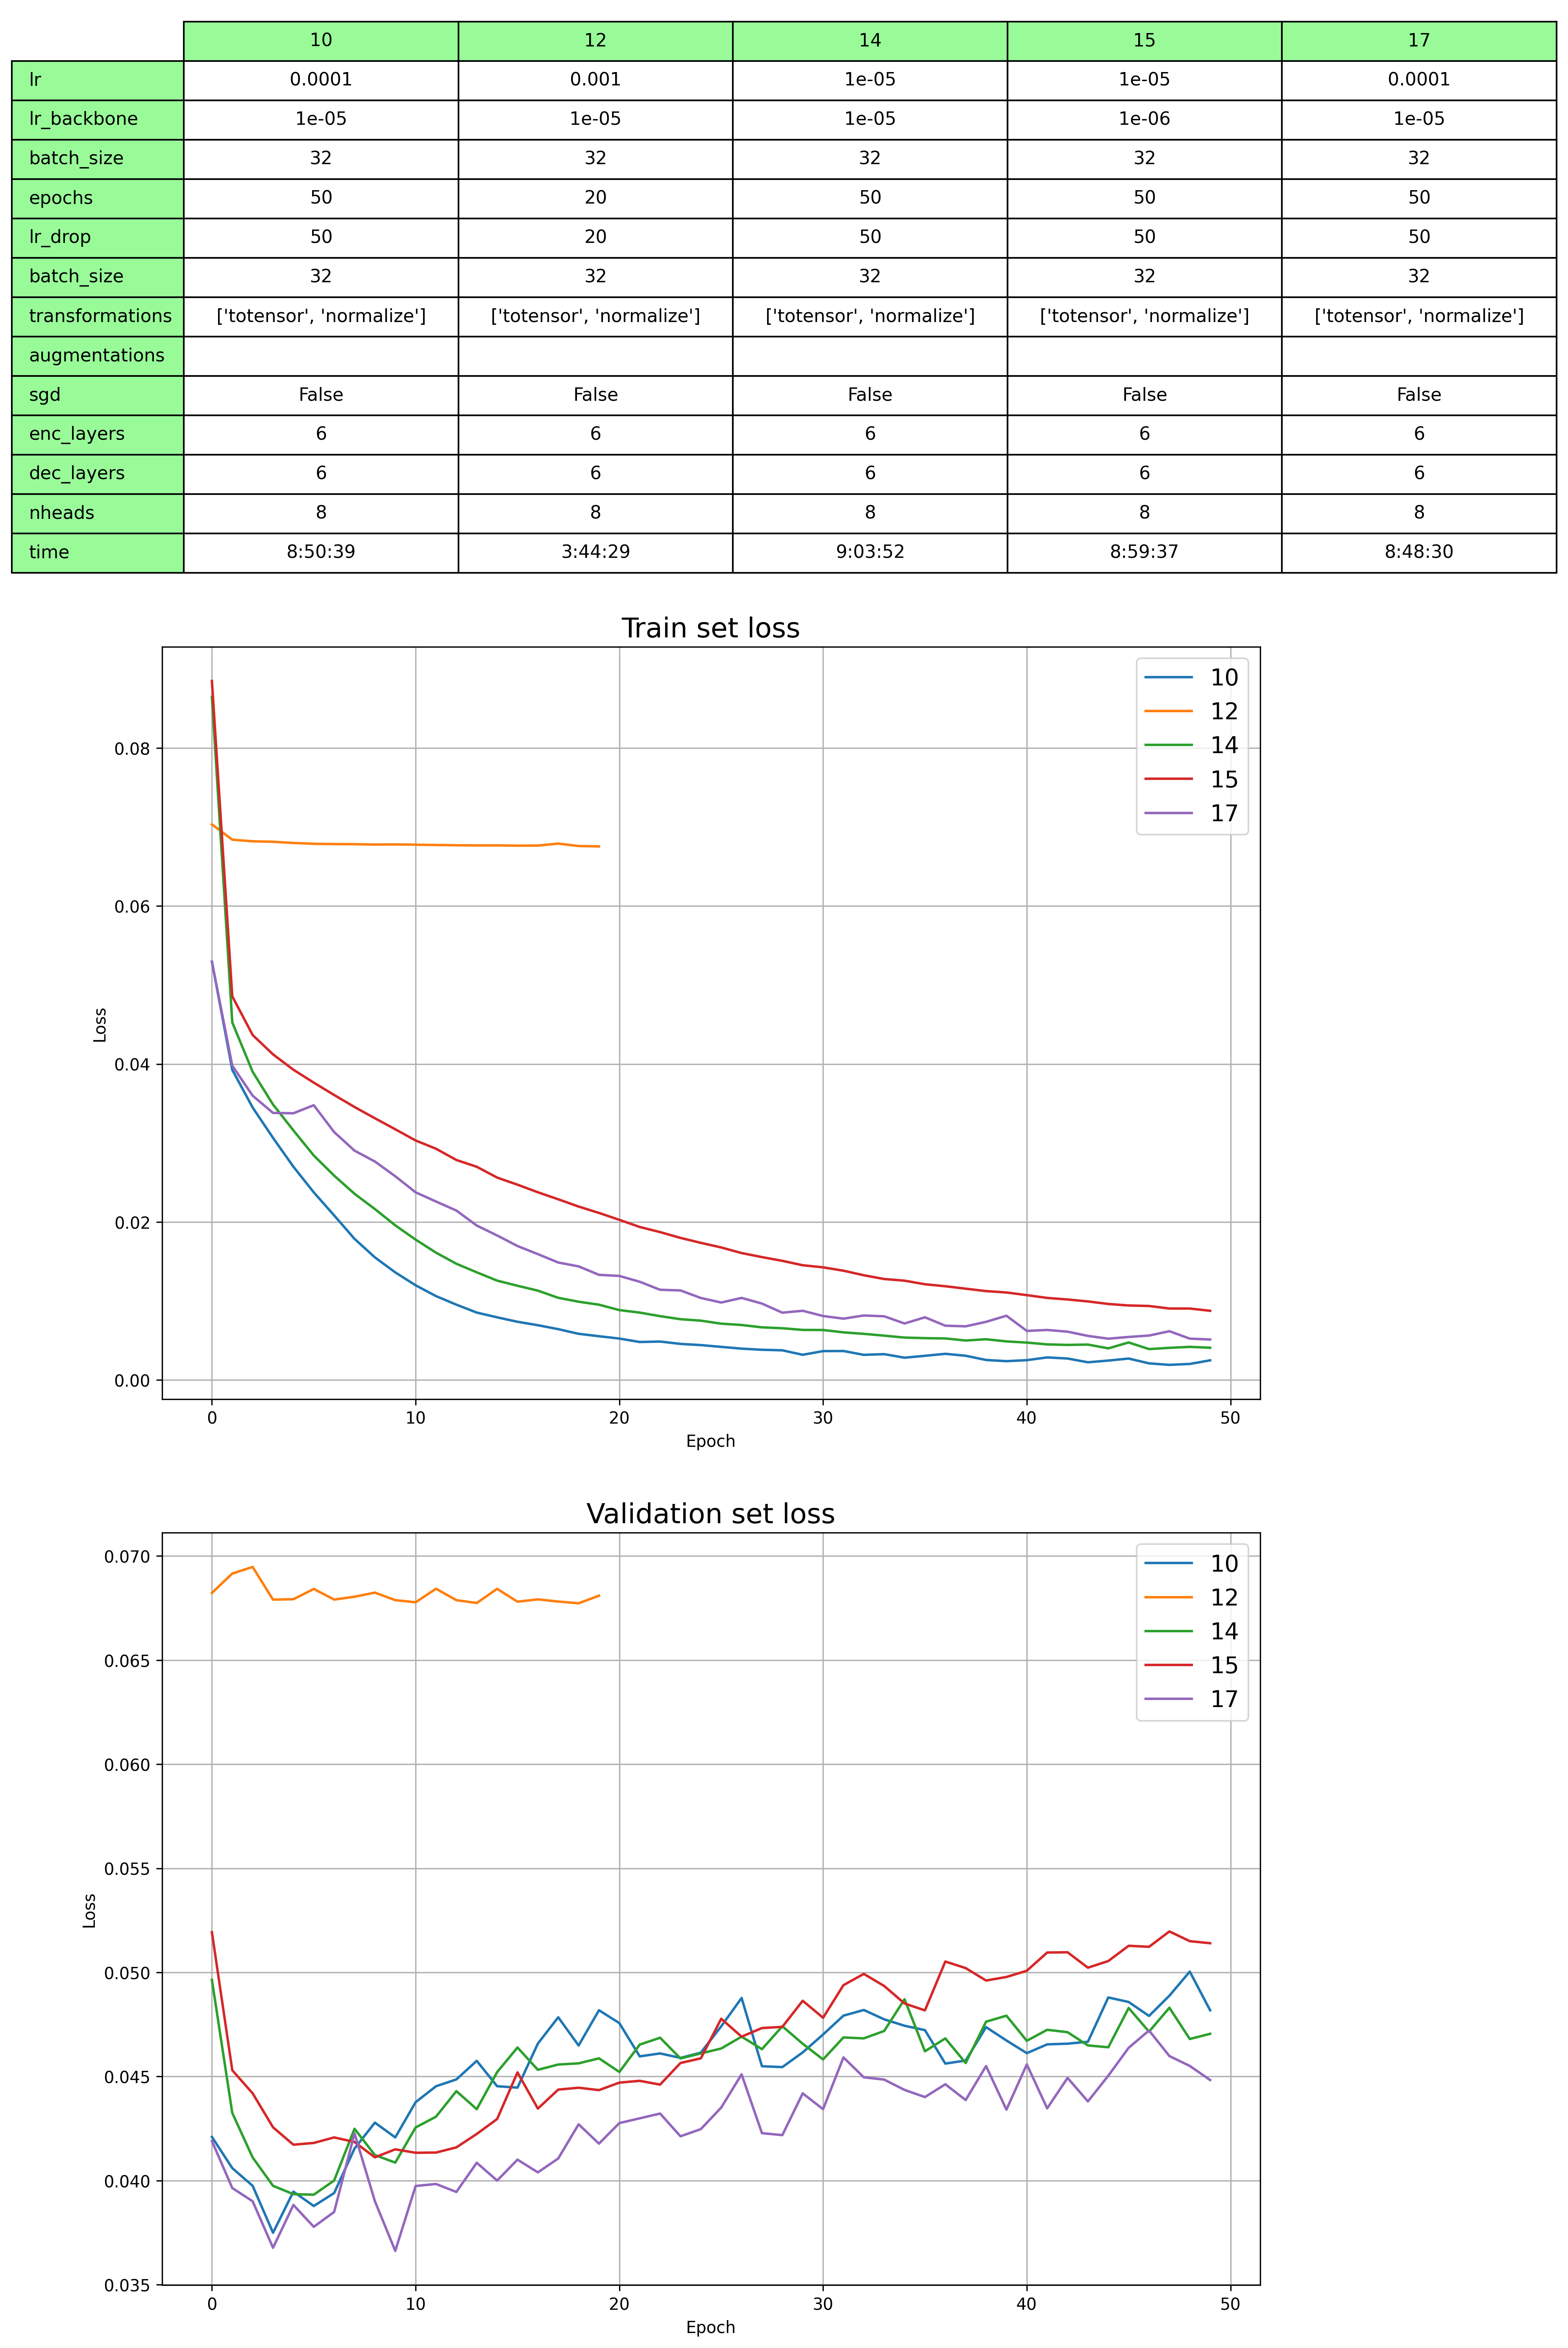 10 12 14 15 17
lr 0.0001 0.001 1e-05 1e-05 0.0001
lr_backbone 1e-05 1e-05 1e-05 1e-06 1e-05
batch_size 32 32 32 32 32
epochs 50 20 50 50 50
lr_drop 50 20 50 50 50
batch_size 32 32 32 32 32
transformations ['totensor', 'normalize'] ['totensor', 'normalize'] ['totensor', 'normalize'] ['totensor', 'normalize'] ['totensor', 'normalize']
augmentations
sgd False False False False False
enc_layers 6 6 6 6 6
dec_layers 6 6 6 6 6
nheads 8 8 8 8 8
time 8:50:39 3:44:29 9:03:52 8:59:37 8:48:30
Train set loss
10
12
14
15
17
0.08
0.06
0.04
0.02
0.00
Loss
0 10 20 30 40 50
Epoch
Validation set loss
10
12
14
15
17
0.070
0.065
0.060
0.055
0.050
0.045
0.040
0.035
Loss
0 10 20 30 40 50
Epoch